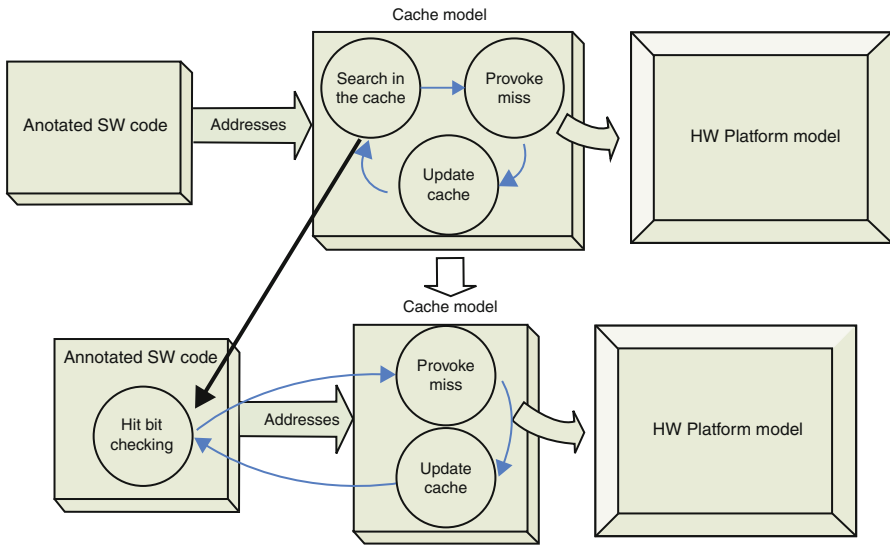 Cache model
Anotated SW code
Addresses
Search in
the cache
Provoke
miss
Update
cache
HW Platform model
Cache model
Annotated SW code
Hit bit
checking
Addresses
Provoke
miss
Update
cache
HW Platform model